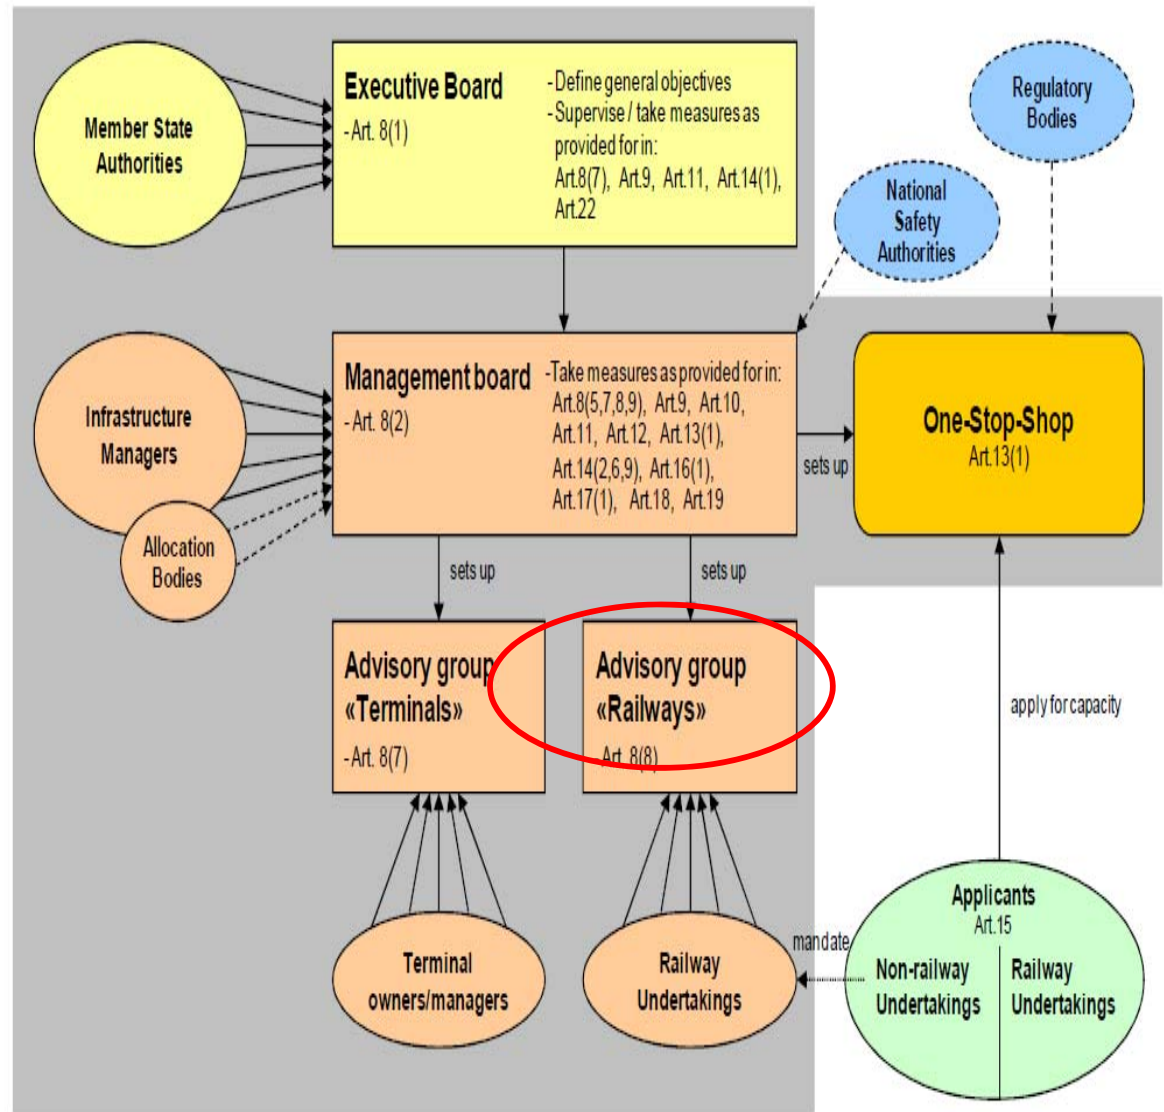 Member State
Authorities
Executive Board
- Art. 8(1)
-Define general objectives
-Supervise / take measures as
provided for in:
Art.8(7), Art.9, Art.11, Art.14(1),
Art.22
Regulatory
Bodies
National
Safety
Authorities
Infrastructure
Managers
Allocation
Bodies
Management board
- Art. 8(2)
-Take measures as provided for in:
Art.8(5,7,8,9), Art.9, Art.10,
Art.11, Art.12, Art.13(1),
Art.14(2,6,9), Art.16(1),
Art.17(1), Art.18, Art.19
sets up
One-Stop-Shop
Art.13(1)
sets up
sets up
Advisory group
«Terminals»
- Art. 8(7)
Advisory group
«Railways»
- Art. 8(8)
apply for capacity
Terminal
owners/managers
Railway
Undertakings
mandate
Applicants
Art.15
Non-railway
Undertakings
Railway
Undertakings